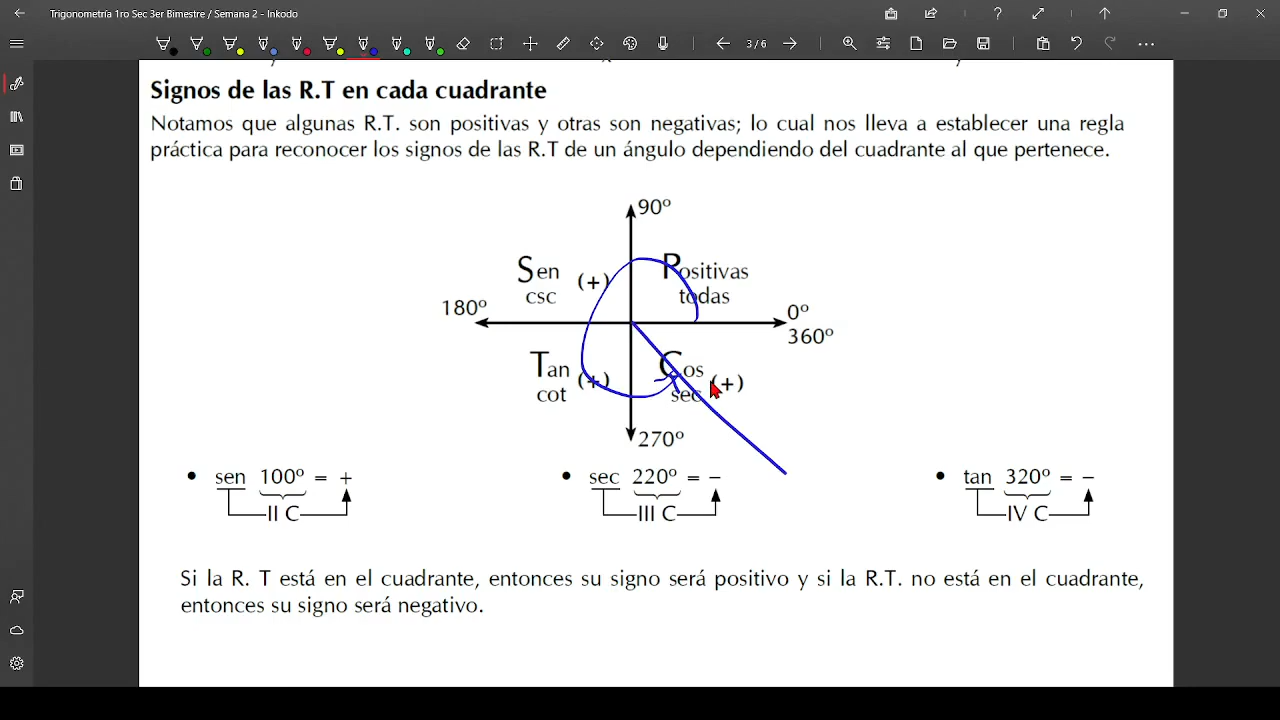 Trigonometría 1ro Sec 3er Bimestre / Semana 2 - Inkodo
3/6
Signos de las R.T en cada cuadrante
Notamos que algunas R.T. son positivas y otras son negativas; lo cual nos lleva a establecer una regla
práctica para reconocer los signos de las R.T de un ángulo dependiendo del cuadrante al que pertenece.
90º
Sen
csc (+)
Positivas
todas
180º
0º
360º
Tan
cot (+)
Cos
sec (+)
270º
• sen 100º = +
II C
• sec 220º = –
III C
• tan 320º = –
IV C
Si la R. T está en el cuadrante, entonces su signo será positivo y si la R.T. no está en el cuadrante,
entonces su signo será negativo.